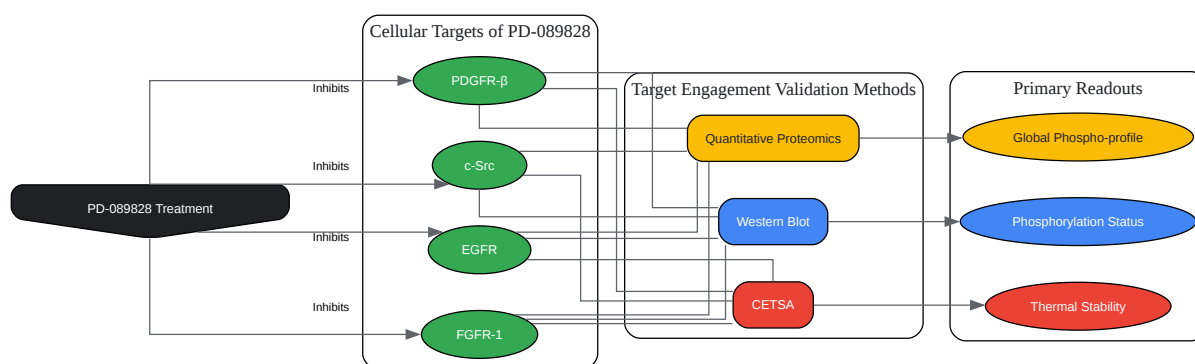 Cellular Targets of PD-089828
Target Engagement Validation Methods
Primary Readouts
PD-089828 Treatment
Inhibits
Inhibits
Inhibits
Inhibits
PDGFR-β
c-Src
EGFR
FGFR-1
Quantitative Proteomics
Western Blot
CETSA
Global Phospho-profile
Phosphorylation Status
Thermal Stability